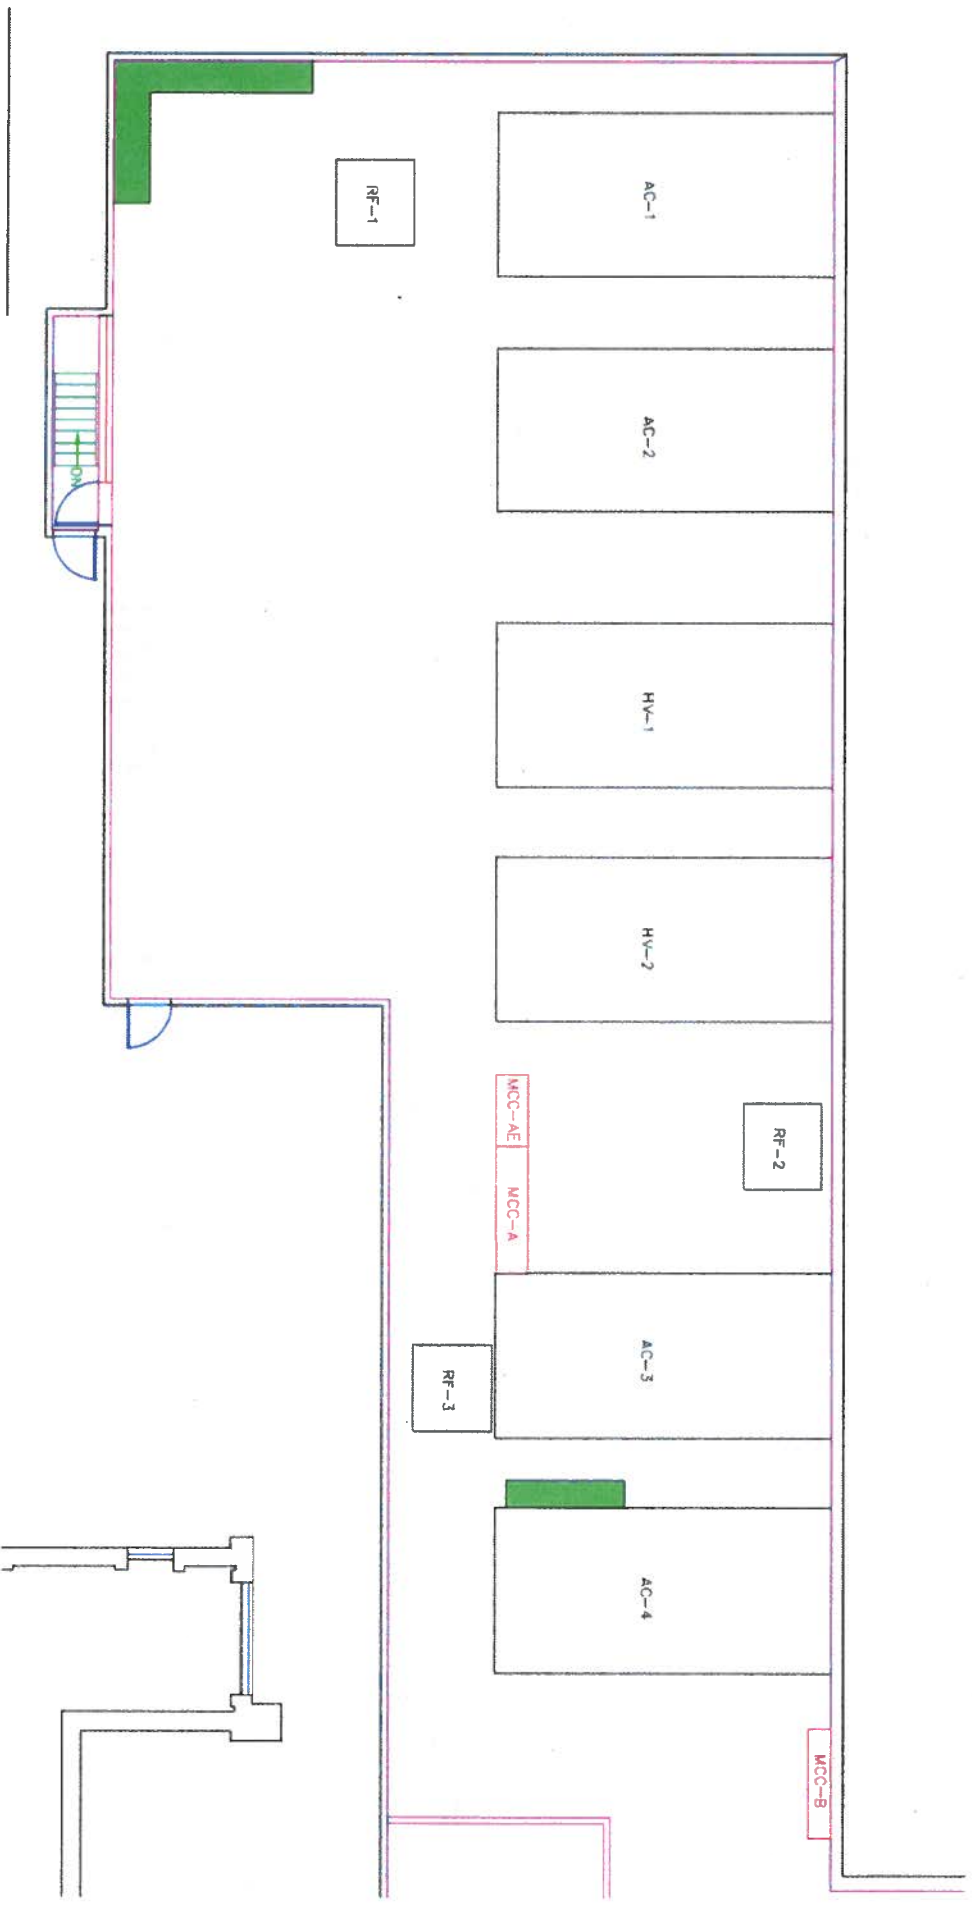 AC-1
RF-1
AC-2
DN
HV-1
HV-2
MCC-AE
RF-2
MCC-A
AC-3
RF-3
AC-4
MCC-B